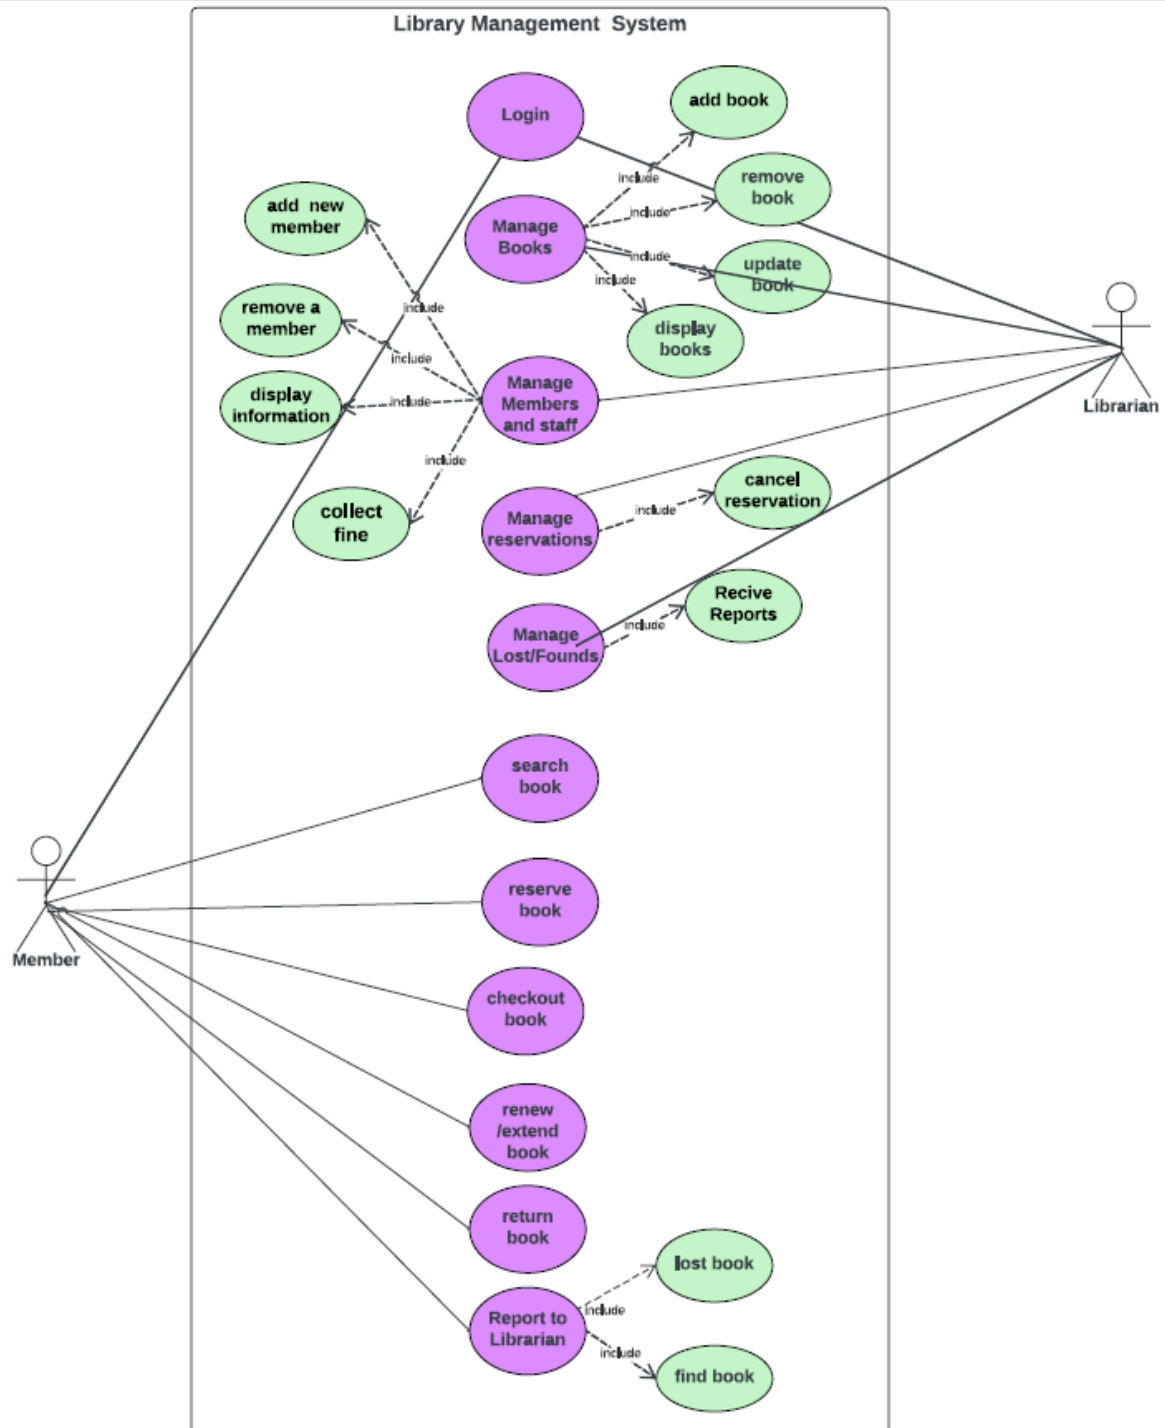 Library Management  System
Login
add book
include
remove
book
include
Manage
Books
include
update
book
include
display
books
add  new
member
include
remove a
member
include
display
information
include
Manage
Members
and staff
include
collect
fine
Librarian
cancel
reservation
include
Manage
reservations
Recive
Reports
include
Manage
Lost/Founds
search
book
reserve
book
Member
checkout
book
renew
/extend
book
return
book
lost book
include
Report to
Librarian
include
find book